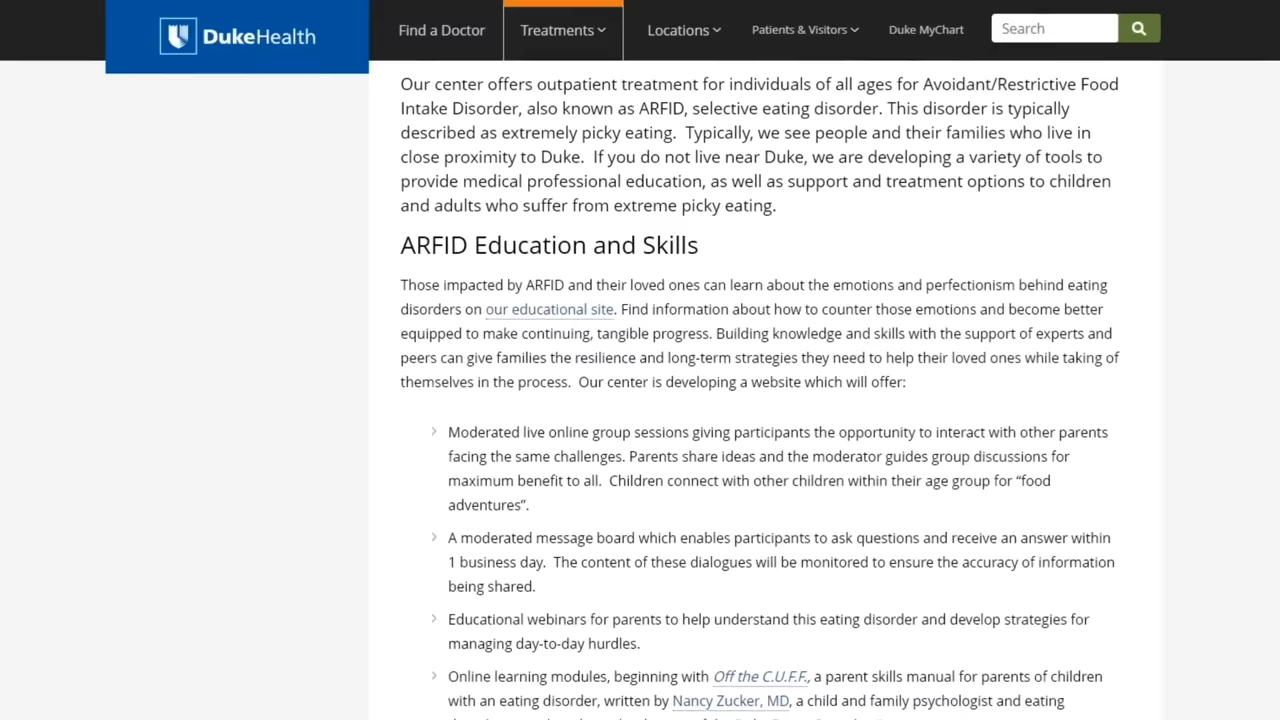 DukeHealth
Find a Doctor
Treatments
Locations
Patients & Visitors
Duke MyChart
Search
Our center offers outpatient treatment for individuals of all ages for Avoidant/Restrictive Food
Intake Disorder, also known as ARFID, selective eating disorder. This disorder is typically
described as extremely picky eating.  Typically, we see people and their families who live in
close proximity to Duke.  If you do not live near Duke, we are developing a variety of tools to
provide medical professional education, as well as support and treatment options to children
and adults who suffer from extreme picky eating.
ARFID Education and Skills
Those impacted by ARFID and their loved ones can learn about the emotions and perfectionism behind eating
disorders on our educational site. Find information about how to counter those emotions and become better
equipped to make continuing, tangible progress. Building knowledge and skills with the support of experts and
peers can give families the resilience and long-term strategies they need to help their loved ones while taking of
themselves in the process.  Our center is developing a website which will offer:
Moderated live online group sessions giving participants the opportunity to interact with other parents
facing the same challenges. Parents share ideas and the moderator guides group discussions for
maximum benefit to all.  Children connect with other children within their age group for “food
adventures”.
A moderated message board which enables participants to ask questions and receive an answer within
1 business day.  The content of these dialogues will be monitored to ensure the accuracy of information
being shared.
Educational webinars for parents to help understand this eating disorder and develop strategies for
managing day-to-day hurdles.
Online learning modules, beginning with Off the C.U.F.F., a parent skills manual for parents of children
with an eating disorder, written by Nancy Zucker, MD, a child and family psychologist and eating